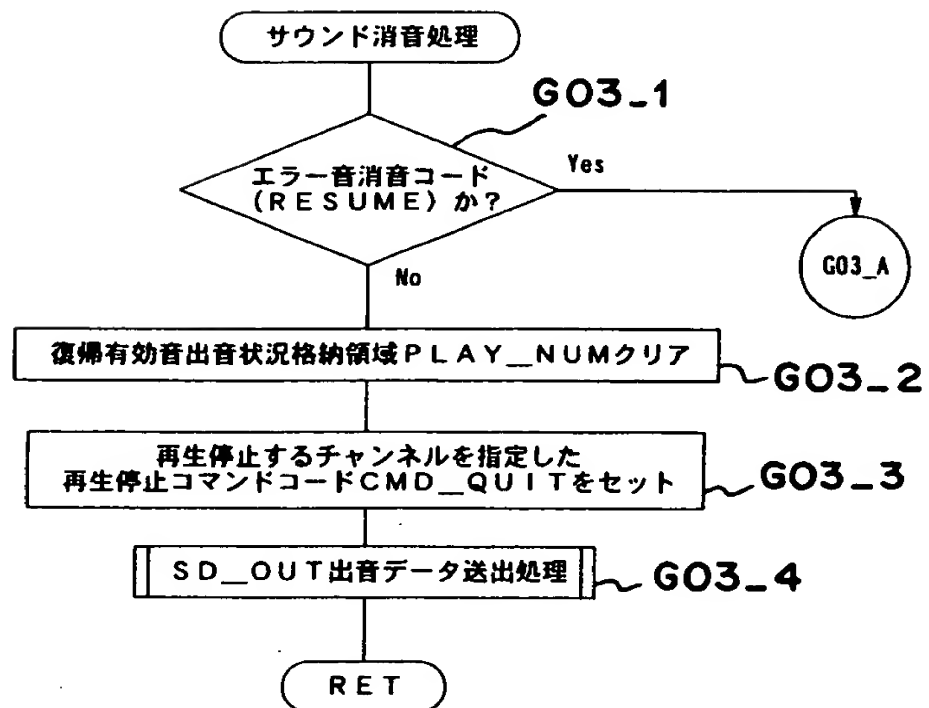 サウンド消音処理
G03_1
エラー音消音コード
(RESUME)か?
Yes
G03_A
No
復帰有効音出音状況格納領域PLAY__NUMクリア
G03_2
再生停止するチャンネルを指定した
再生停止コマンドコードCMD__QUITをセット
G03_3
SD__OUT出音データ送出処理
G03_4
RET